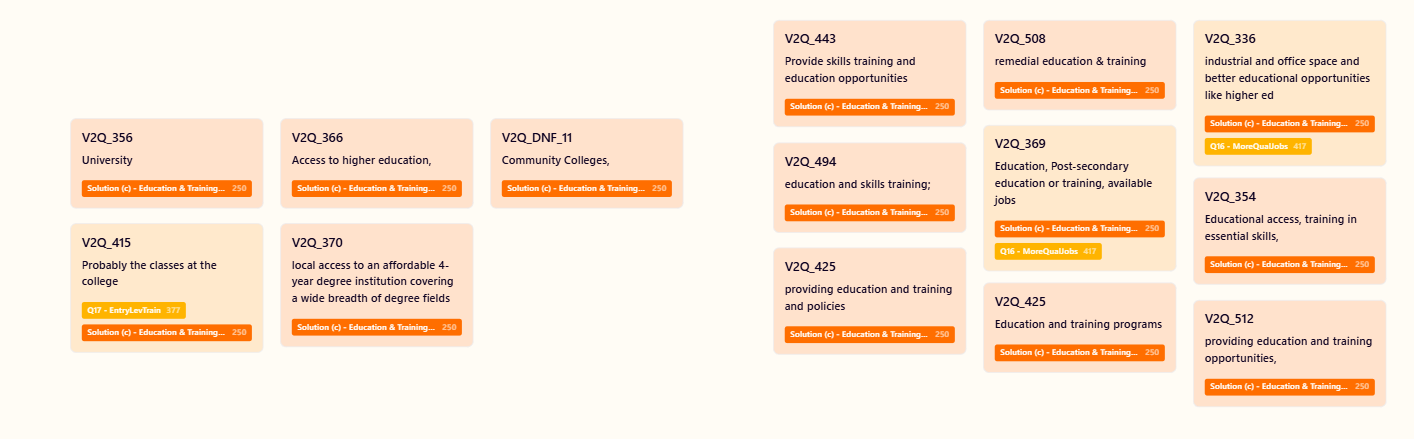 V2Q_356
University
Solution (c) - Education & Training... 250
V2Q_366
Access to higher education,
Solution (c) - Education & Training... 250
V2Q_DNF_11
Community Colleges,
Solution (c) - Education & Training... 250
V2Q_415
Probably the classes at the
college
Q17 - EntryLevTrain 377
Solution (c) - Education & Training... 250
V2Q_370
local access to an affordable 4-
year degree institution covering
a wide breadth of degree fields
Solution (c) - Education & Training... 250
V2Q_443
Provide skills training and
education opportunities
Solution (c) - Education & Training... 250
V2Q_494
education and skills training;
Solution (c) - Education & Training... 250
V2Q_425
providing education and training
and policies
Solution (c) - Education & Training... 250
V2Q_508
remedial education & training
Solution (c) - Education & Training... 250
V2Q_369
Education, Post-secondary
education or training, available
jobs
Solution (c) - Education & Training... 250
Q16 - MoreQualJobs 417
V2Q_425
Education and training programs
Solution (c) - Education & Training... 250
V2Q_336
industrial and office space and
better educational opportunities
like higher ed
Solution (c) - Education & Training... 250
Q16 - MoreQualJobs 417
V2Q_354
Educational access, training in
essential skills,
Solution (c) - Education & Training... 250
V2Q_512
providing education and training
opportunities,
Solution (c) - Education & Training... 250